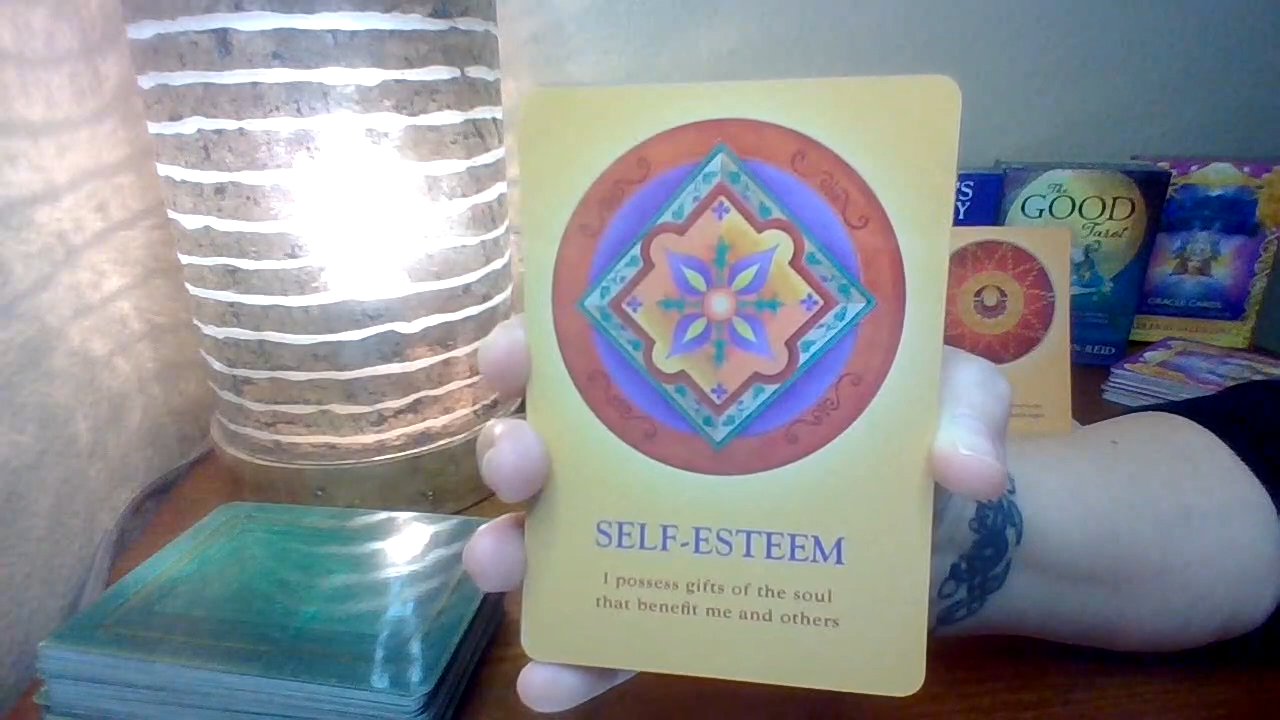 SELF-ESTEEM
I possess gifts of the soul
that benefit me and others
'S
Y
The
GOOD
Tarot
ORACLE CARDS
-REID